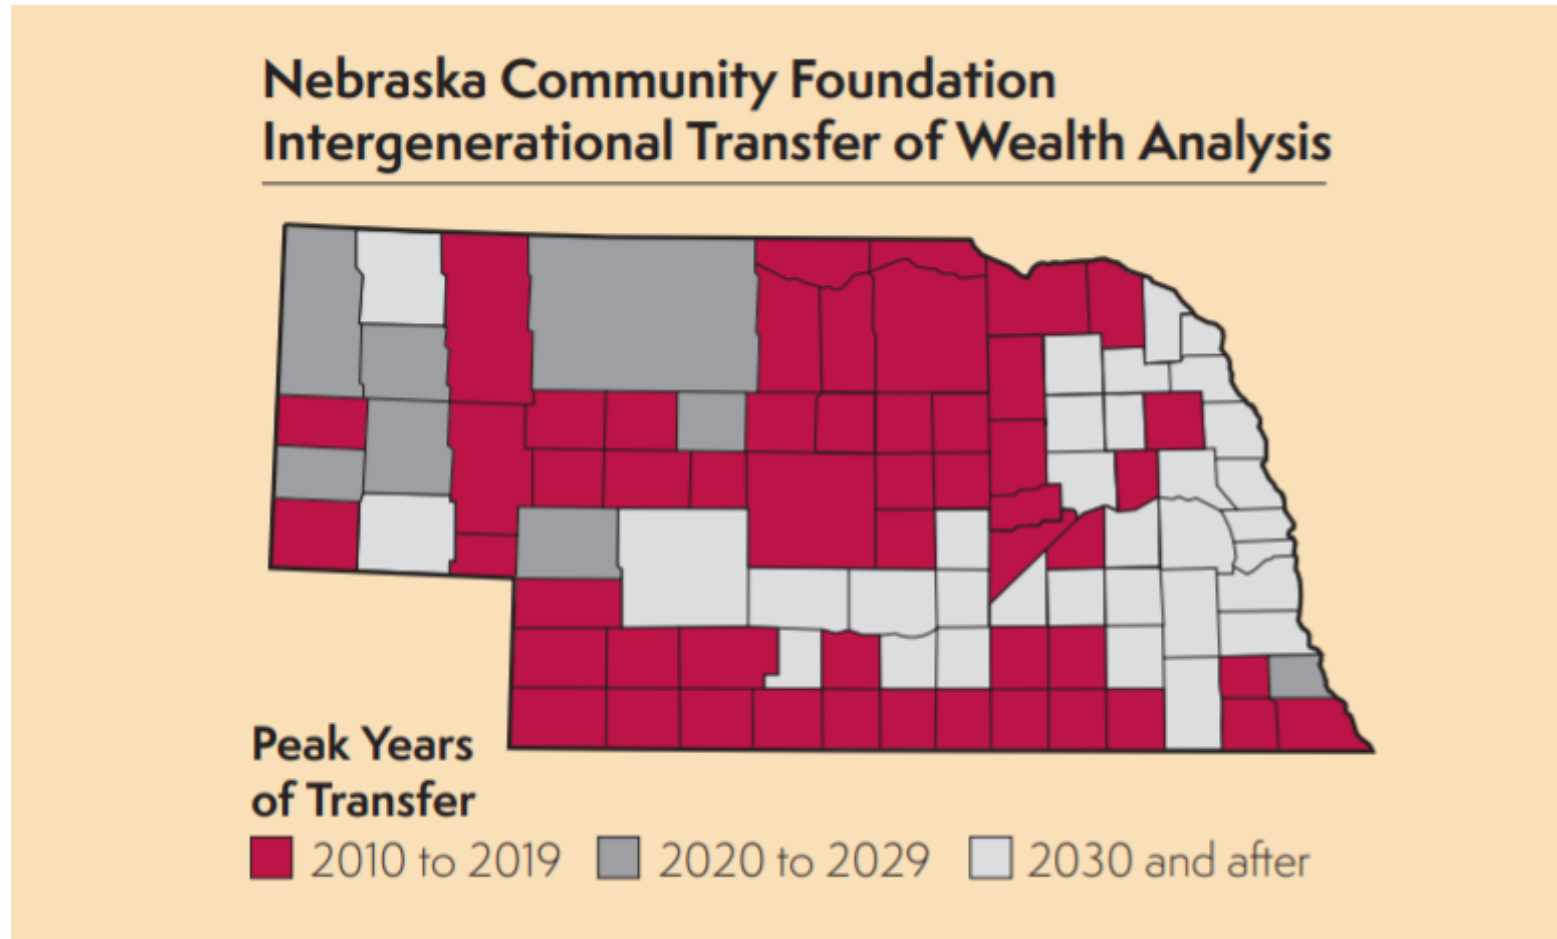 Nebraska Community Foundation
Intergenerational Transfer of Wealth Analysis
Peak Years
of Transfer
2010 to 2019
2020 to 2029
2030 and after